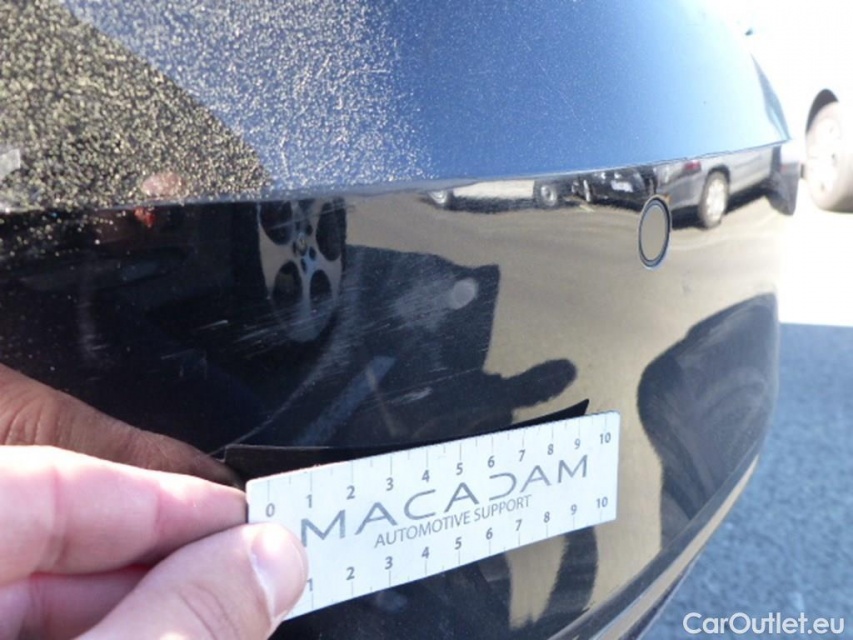 0 1 2 3 4 5 6 7 8 9 10
MACADAM
AUTOMOTIVE SUPPORT
1 2 3 4 5 6 7 8 9 10
CarOutlet.eu